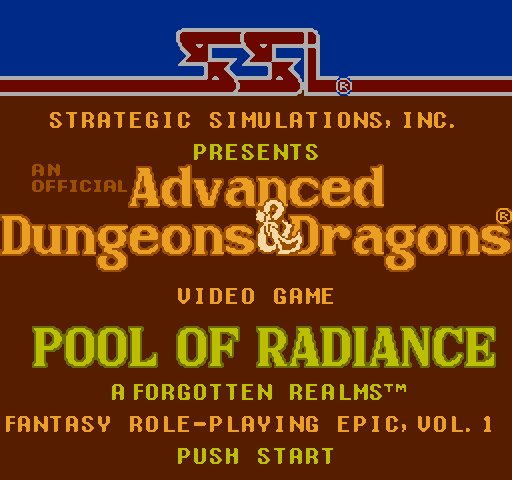 SSI®
STRATEGIC SIMULATIONS, INC.
PRESENTS
AN
OFFICIAL
Advanced
Dungeons & Dragons®
VIDEO GAME
POOL OF RADIANCE
A FORGOTTEN REALMS™
FANTASY ROLE-PLAYING EPIC, VOL. 1
PUSH START